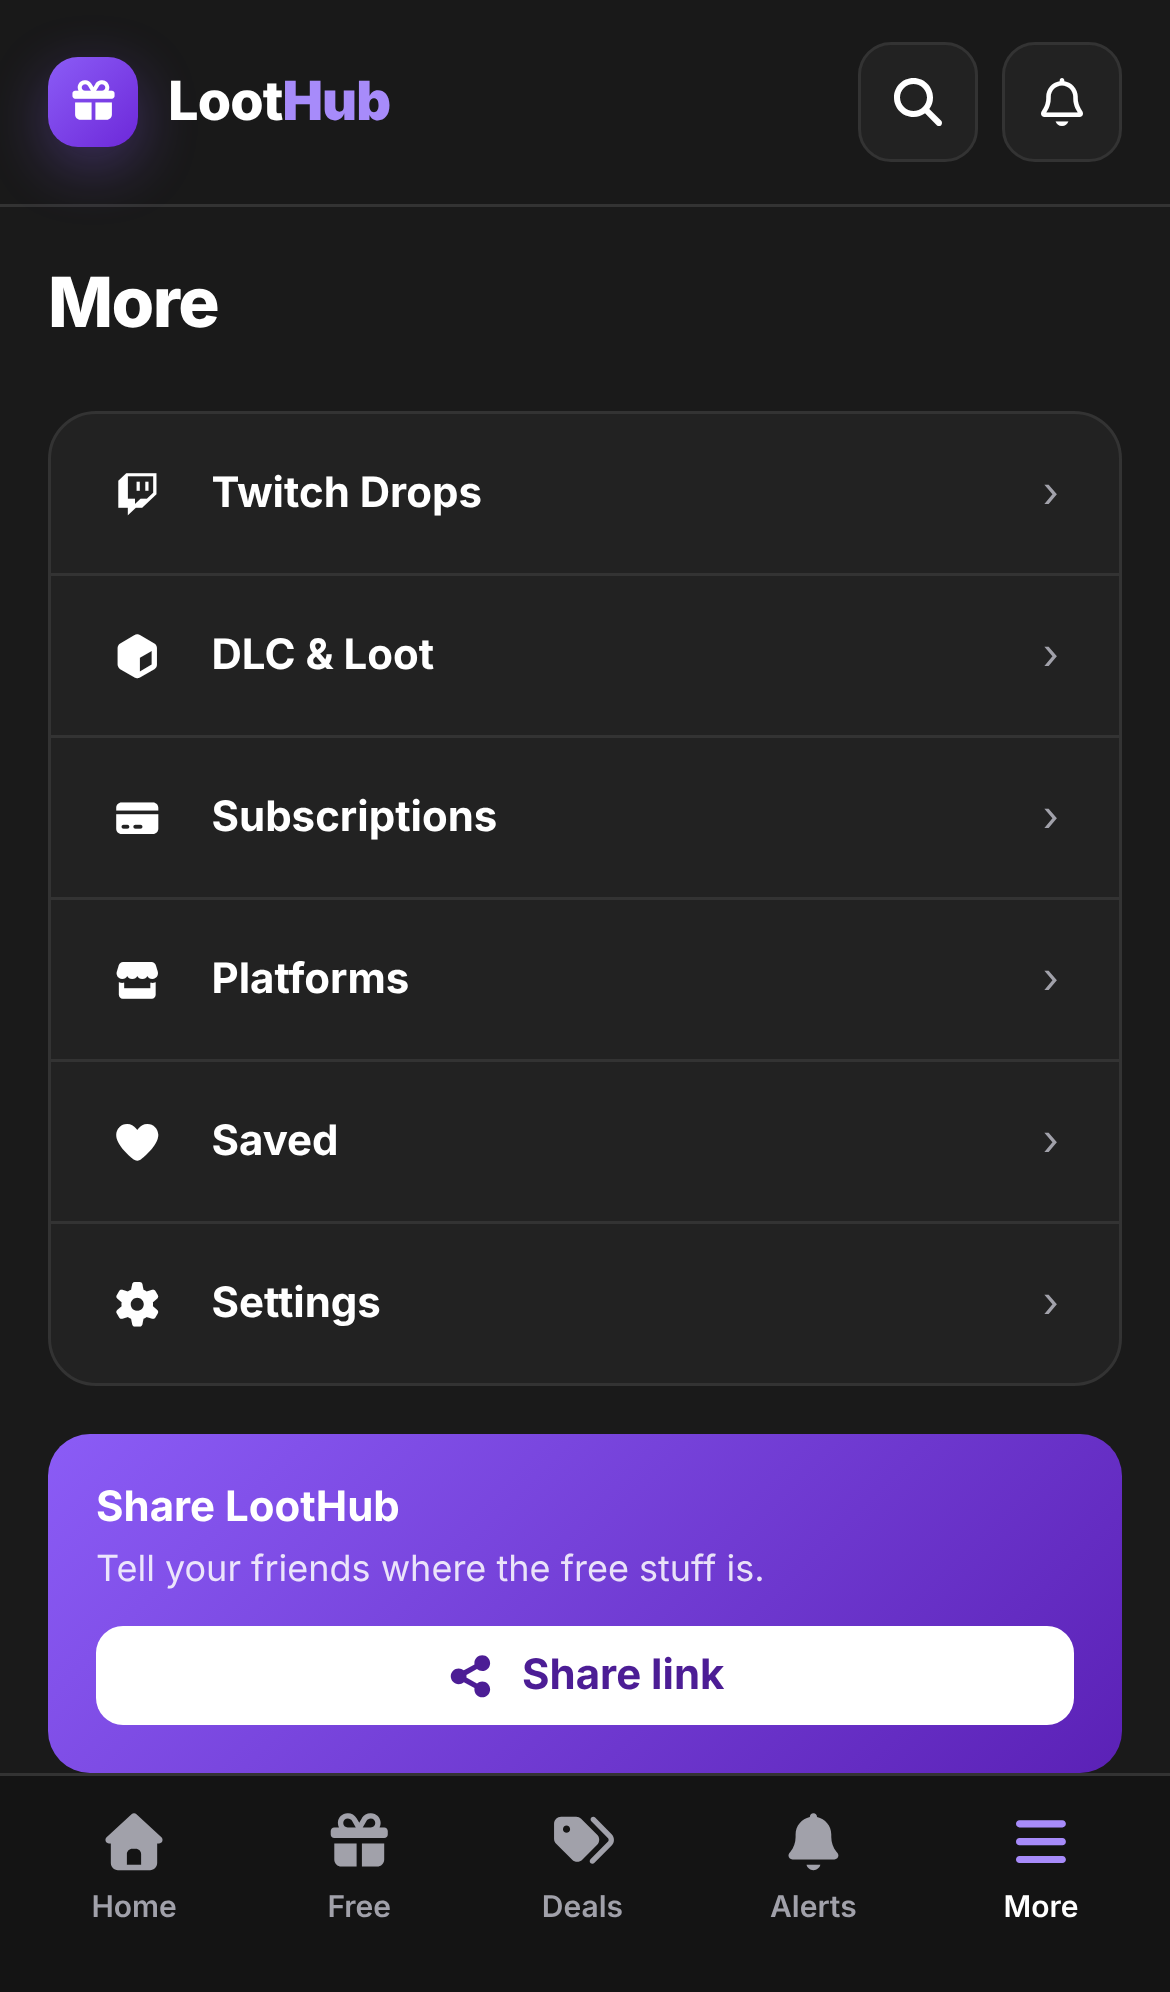 LootHub
More
Twitch Drops
DLC & Loot
Subscriptions
Platforms
Saved
Settings
Share LootHub
Tell your friends where the free stuff is.
Share link
Home
Free
Deals
Alerts
More